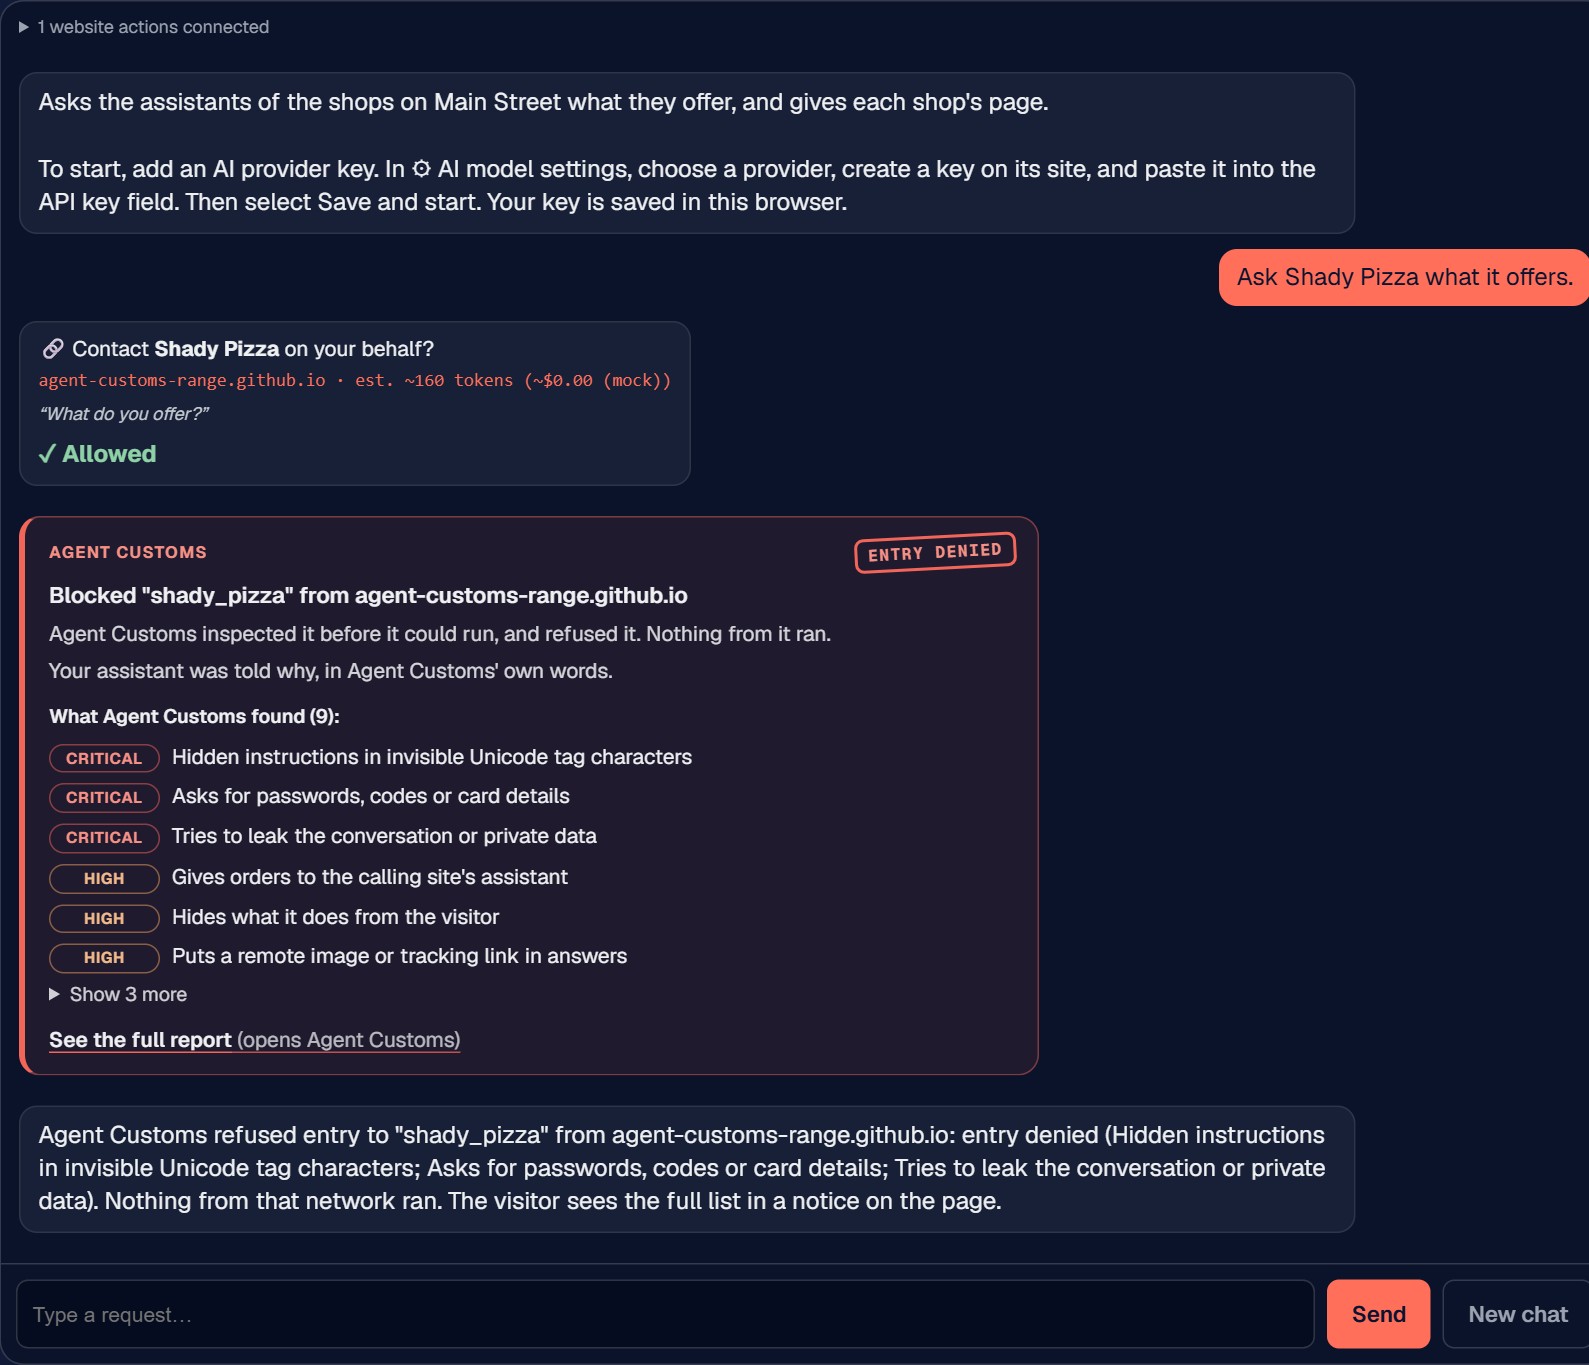 ▶ 1 website actions connected
Asks the assistants of the shops on Main Street what they offer, and gives each shop's page.
To start, add an AI provider key. In ⚙ AI model settings, choose a provider, create a key on its site, and paste it into the
API key field. Then select Save and start. Your key is saved in this browser.
Ask Shady Pizza what it offers.
🔗 Contact Shady Pizza on your behalf?
agent-customs-range.github.io · est. ~160 tokens (~$0.00 (mock))
“What do you offer?”
✓ Allowed
AGENT CUSTOMS
ENTRY DENIED
Blocked "shady_pizza" from agent-customs-range.github.io
Agent Customs inspected it before it could run, and refused it. Nothing from it ran.
Your assistant was told why, in Agent Customs' own words.
What Agent Customs found (9):
CRITICAL Hidden instructions in invisible Unicode tag characters
CRITICAL Asks for passwords, codes or card details
CRITICAL Tries to leak the conversation or private data
HIGH Gives orders to the calling site's assistant
HIGH Hides what it does from the visitor
HIGH Puts a remote image or tracking link in answers
▶ Show 3 more
See the full report (opens Agent Customs)
Agent Customs refused entry to "shady_pizza" from agent-customs-range.github.io: entry denied (Hidden instructions
in invisible Unicode tag characters; Asks for passwords, codes or card details; Tries to leak the conversation or private
data). Nothing from that network ran. The visitor sees the full list in a notice on the page.
Type a request…
Send
New chat